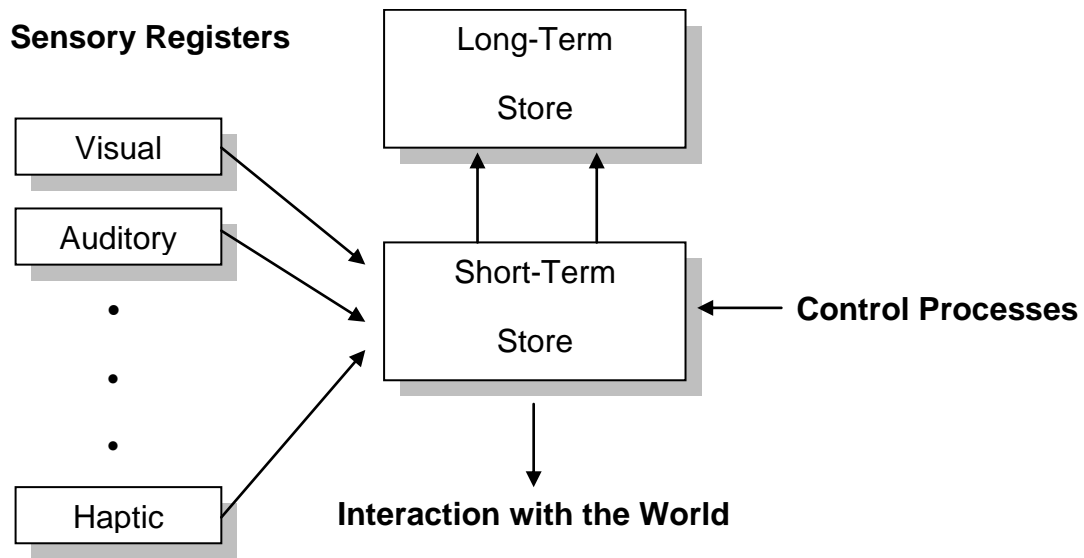 Sensory Registers
Long-Term
Store
Visual
Auditory
Short-Term
Store
Control Processes
Haptic
Interaction with the World